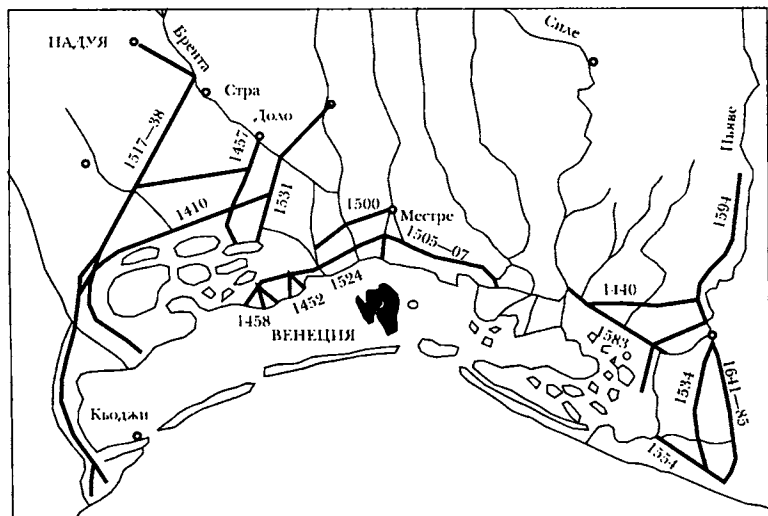 ПАДУЯ
Брента
Стра
Доло
Силе
Пьяве
1517—38
1457
1410
1531
1500
Местре
1505—07
1594
1440
1524
1452
1458
ВЕНЕЦИЯ
1583
1534
1641—85
Кьоджи
1554